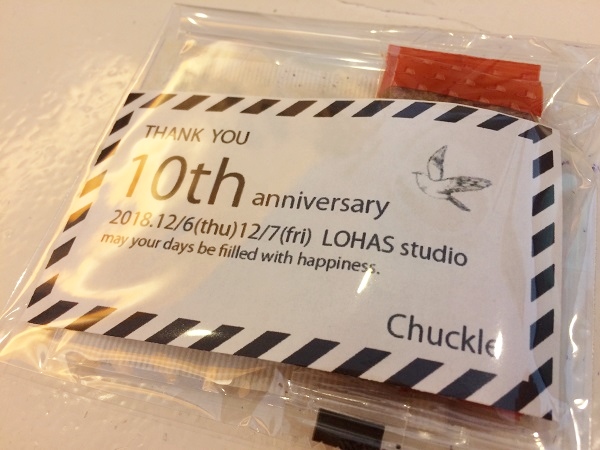 THANK YOU
10th anniversary
2018.12/6(thu)12/7(fri) LOHAS studio
may your days be fiilled with happiness.
Chuckle